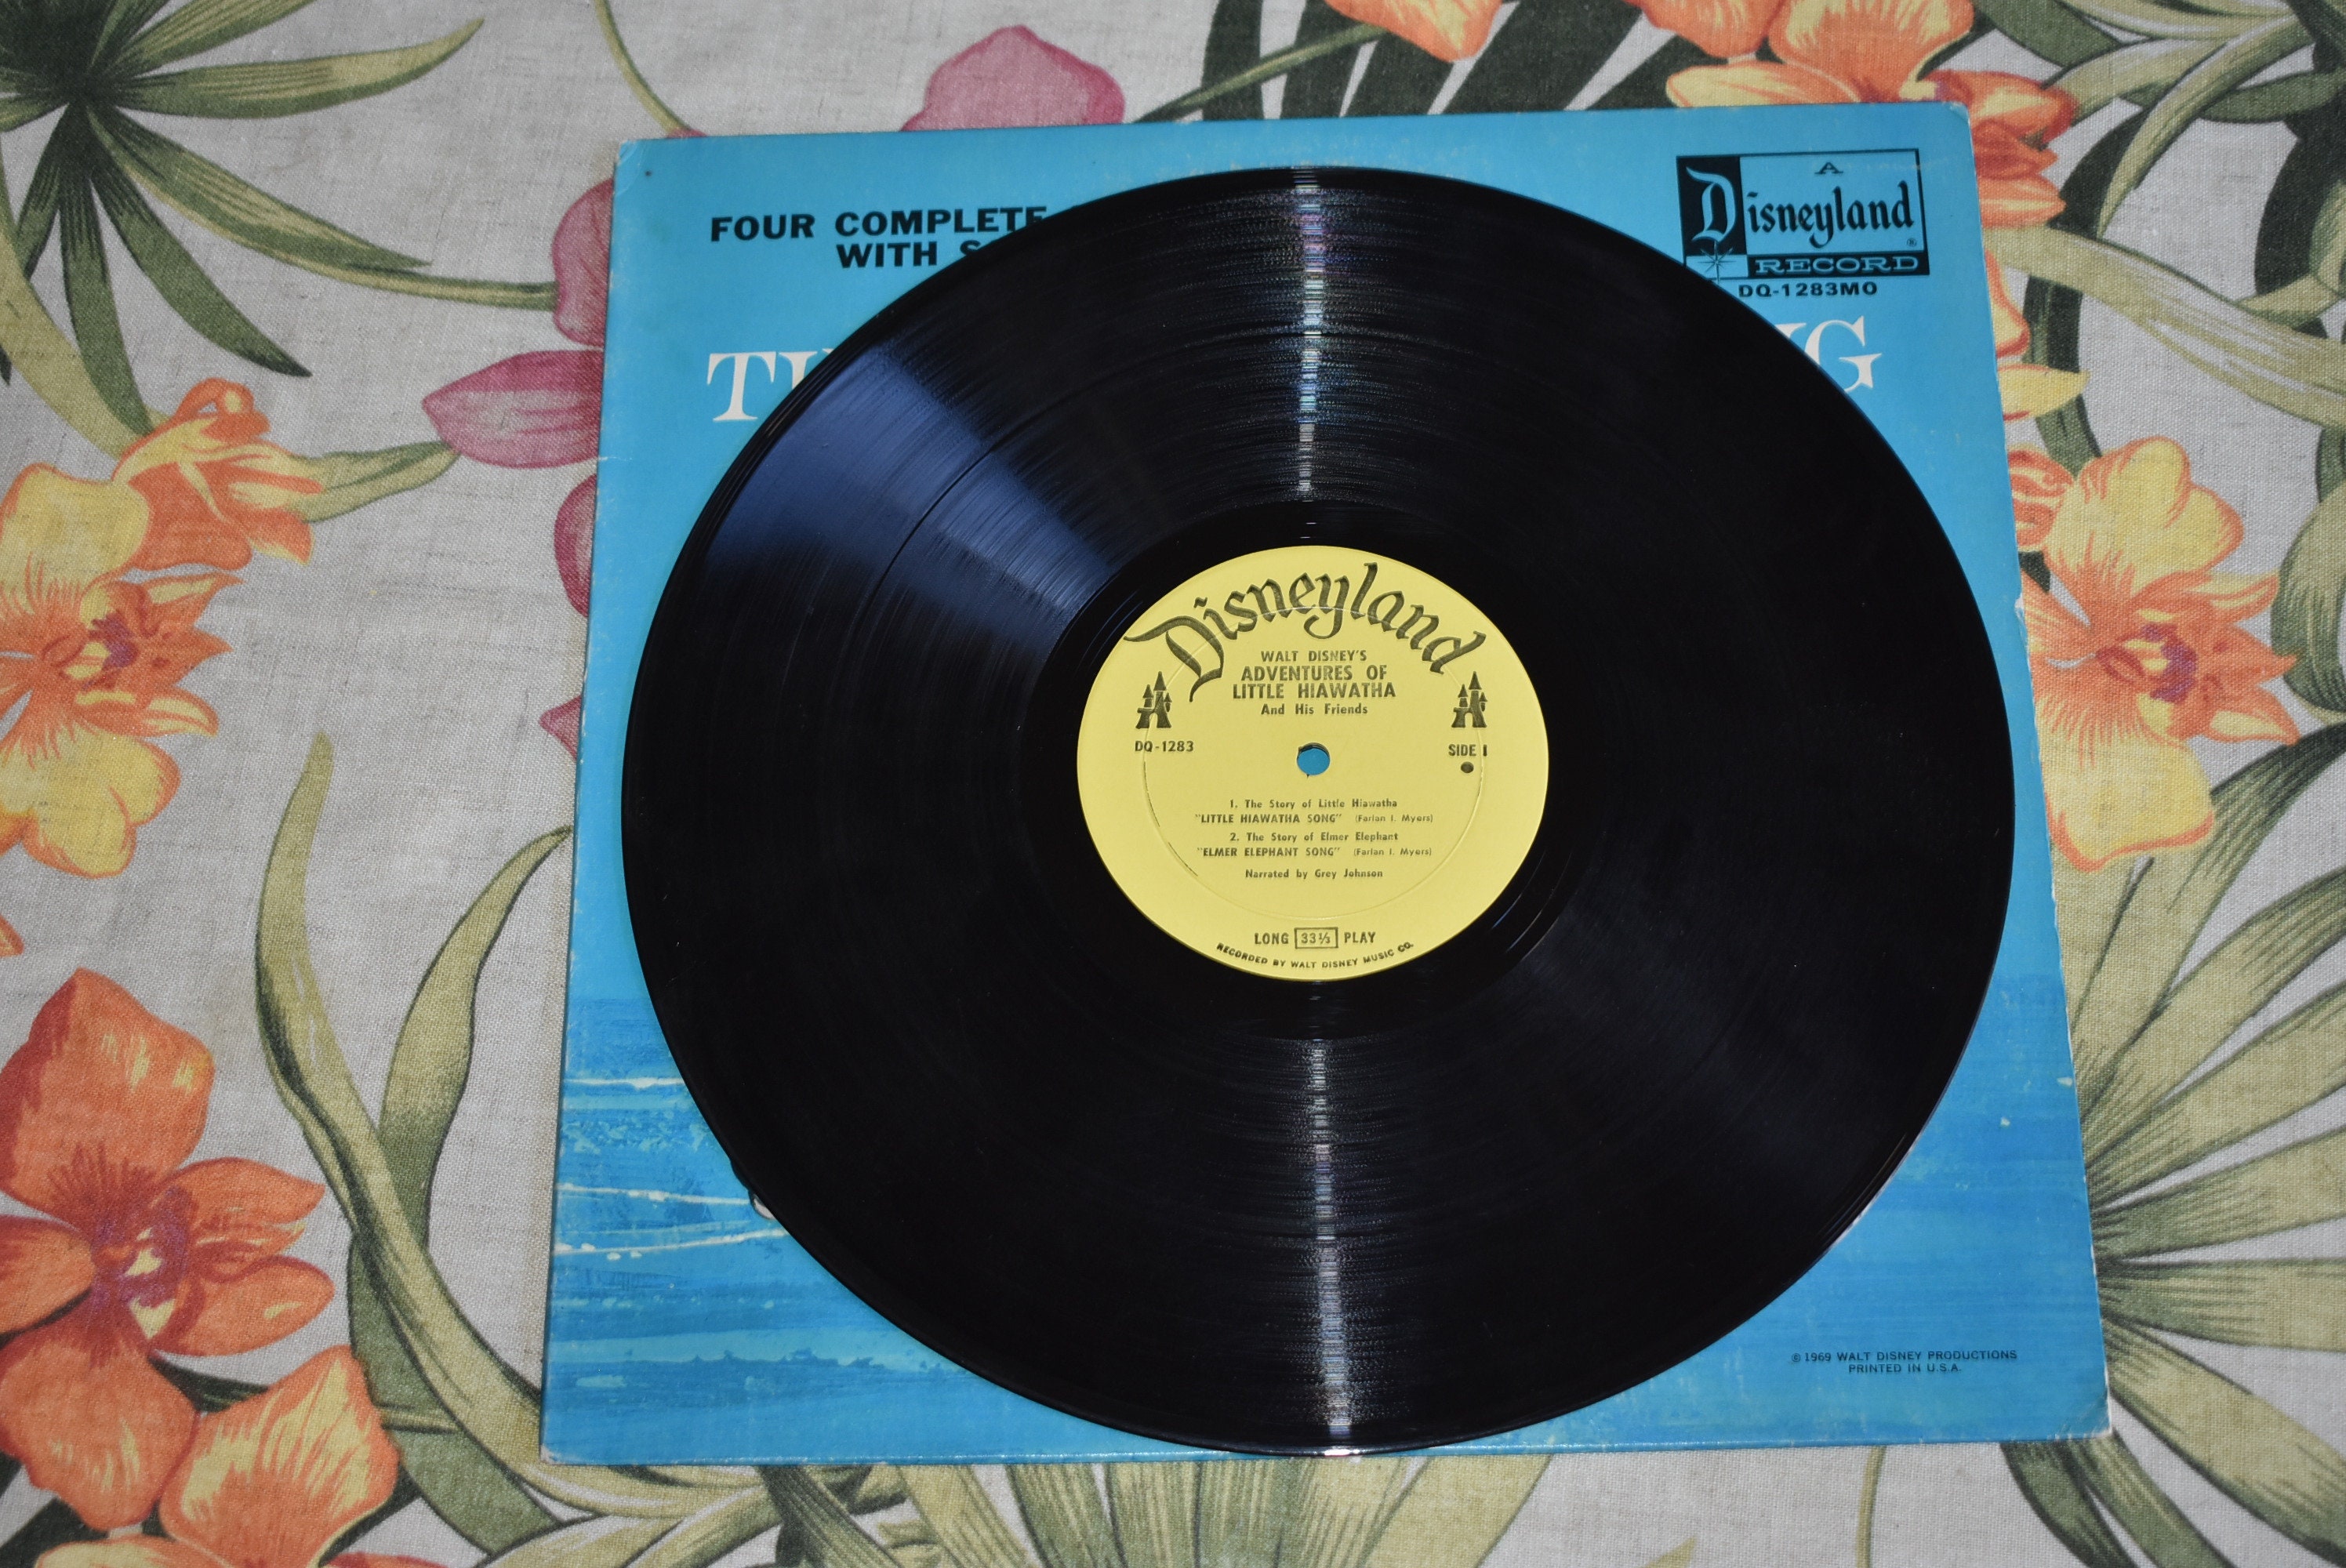 FOUR COMPLETE
WITH
A
Disneyland
®
RECORD
DQ-1283MO
Disneyland
WALT DISNEY'S
ADVENTURES OF
LITTLE HIAWATHA
And His Friends
DQ-1283
SIDE 1
1. The Story of Little Hiawatha
"LITTLE HIAWATHA SONG" (Farlan I. Myers)
2. The Story of Elmer Elephant
"ELMER ELEPHANT SONG" (Farlan I. Myers)
Narrated by Grey Johnson
LONG 33⅓ PLAY
RECORDED BY WALT DISNEY MUSIC CO.
© 1969 WALT DISNEY PRODUCTIONS
PRINTED IN U.S.A.